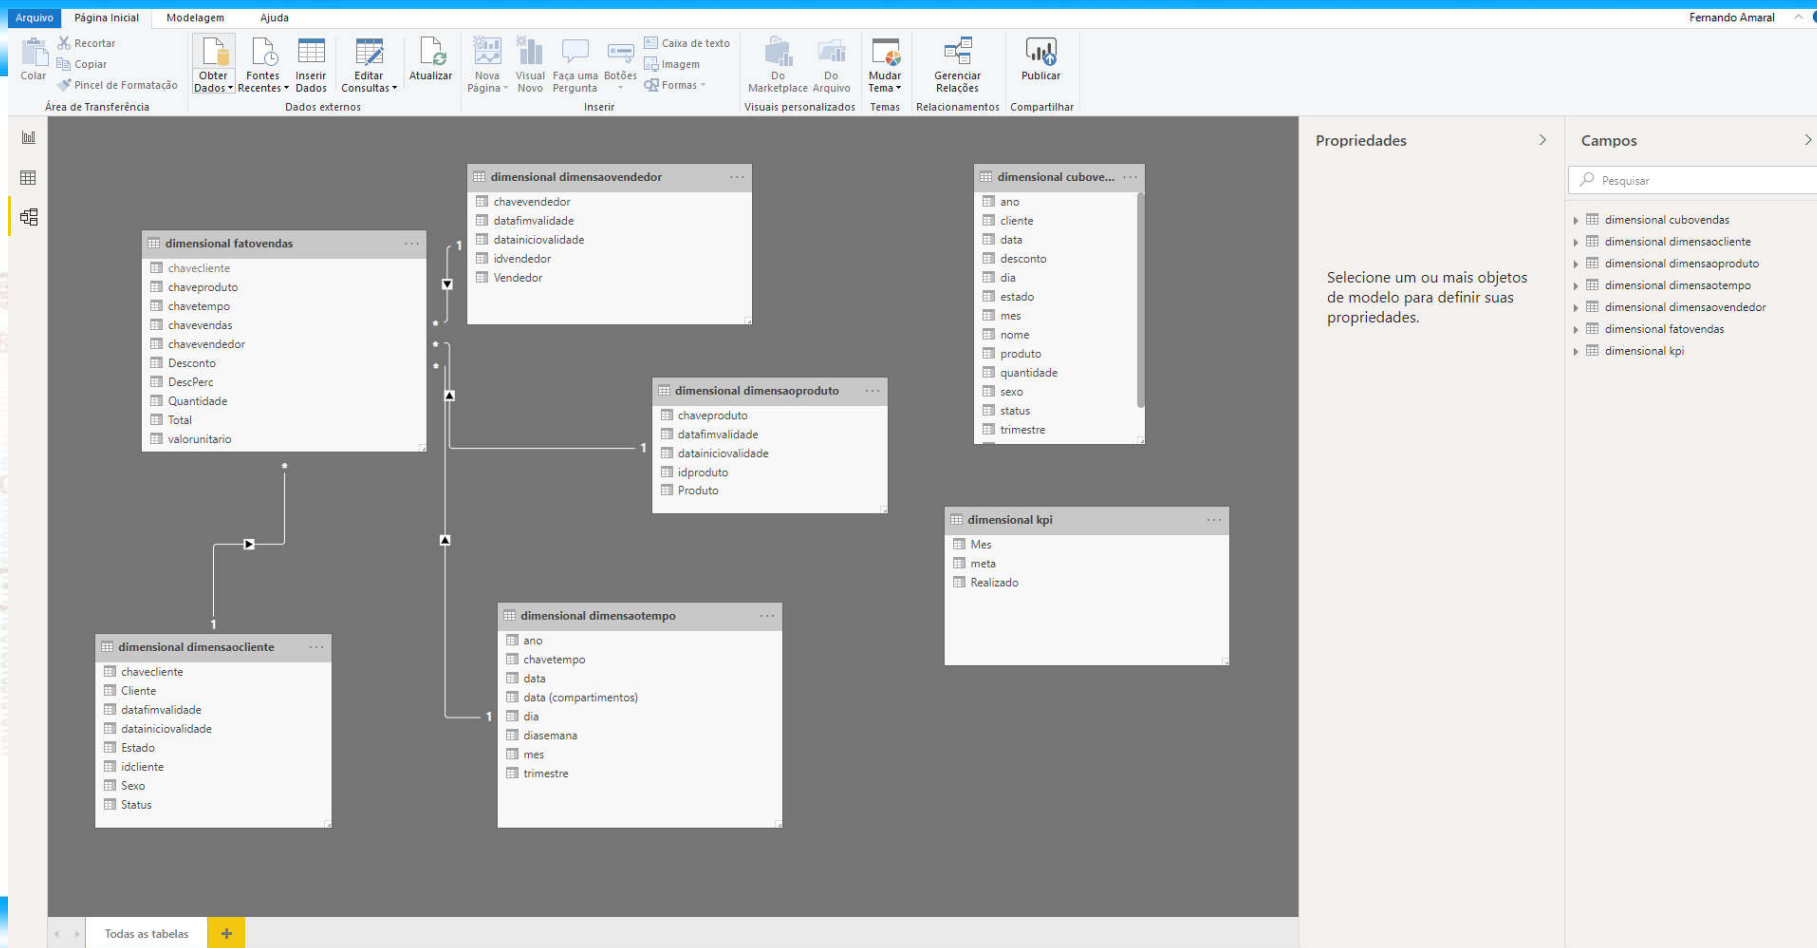 Arquivo Página Inicial Modelagem Ajuda Fernando Amaral
Colar
Recortar
Copiar
Pincel de Formatação
Área de Transferência
Obter Dados
Fontes Recentes
Inserir Dados
Editar Consultas
Dados externos
Atualizar
Nova Página
Visual Novo
Faça uma Pergunta
Botões
Caixa de texto
Imagem
Formas
Inserir
Do Marketplace
Do Arquivo
Visuais personalizados
Mudar Tema
Temas
Gerenciar Relações
Relacionamentos
Publicar
Compartilhar
dimensional fatovendas
chavecliente
chaveproduto
chavetempo
chavevendas
chavevendedor
Desconto
DescPerc
Quantidade
Total
valorunitario
dimensional dimensaovendedor
chavevendedor
datafimvalidade
datainiciovalidade
idvendedor
Vendedor
dimensional dimensaoproduto
chaveproduto
datafimvalidade
datainiciovalidade
idproduto
Produto
dimensional cubove...
ano
cliente
data
desconto
dia
estado
mes
nome
produto
quantidade
sexo
status
trimestre
dimensional kpi
Mes
meta
Realizado
dimensional dimensaocliente
chavecliente
Cliente
datafimvalidade
datainiciovalidade
Estado
idcliente
Sexo
Status
dimensional dimensaotempo
ano
chavetempo
data
data (compartimentos)
dia
diasemana
mes
trimestre
1
*
*
*
1
*
1
1
Propriedades
Selecione um ou mais objetos
de modelo para definir suas
propriedades.
Campos
Pesquisar
dimensional cubovendas
dimensional dimensaocliente
dimensional dimensaoproduto
dimensional dimensaotempo
dimensional dimensaovendedor
dimensional fatovendas
dimensional kpi
Todas as tabelas